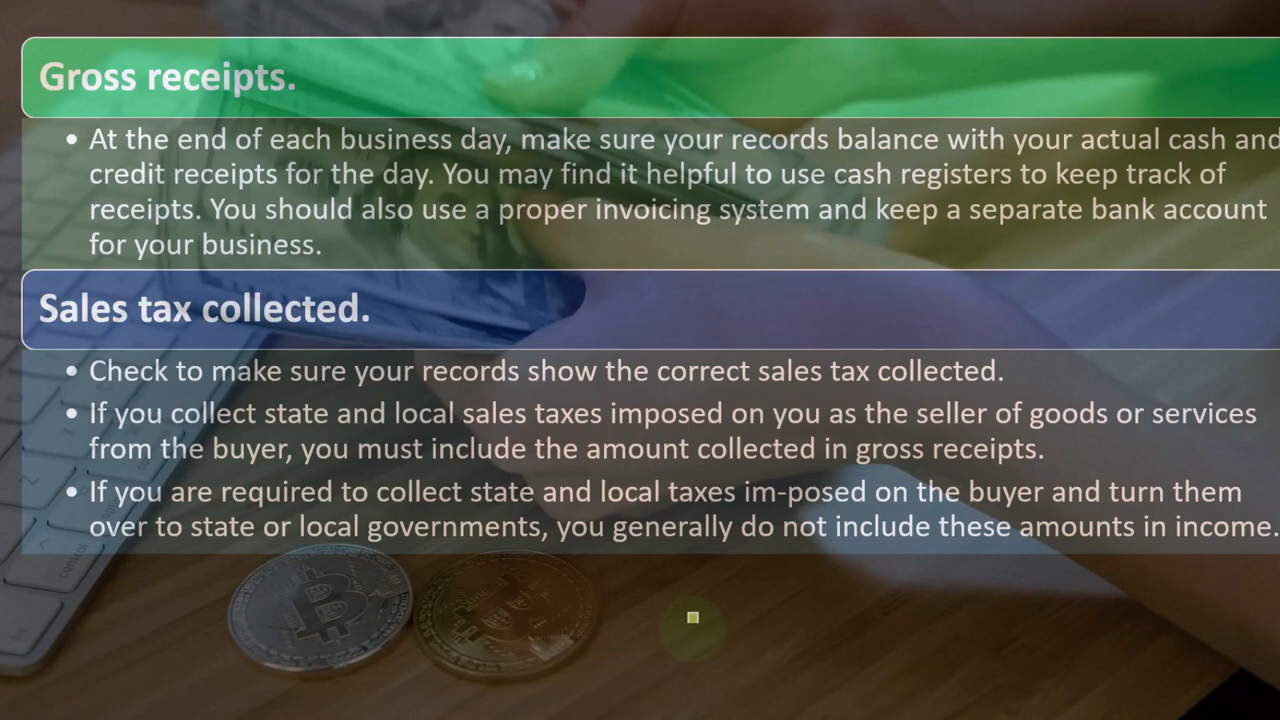 Gross receipts.
• At the end of each business day, make sure your records balance with your actual cash and
credit receipts for the day. You may find it helpful to use cash registers to keep track of
receipts. You should also use a proper invoicing system and keep a separate bank account
for your business.
Sales tax collected.
• Check to make sure your records show the correct sales tax collected.
• If you collect state and local sales taxes imposed on you as the seller of goods or services
from the buyer, you must include the amount collected in gross receipts.
• If you are required to collect state and local taxes im-posed on the buyer and turn them
over to state or local governments, you generally do not include these amounts in income.
control